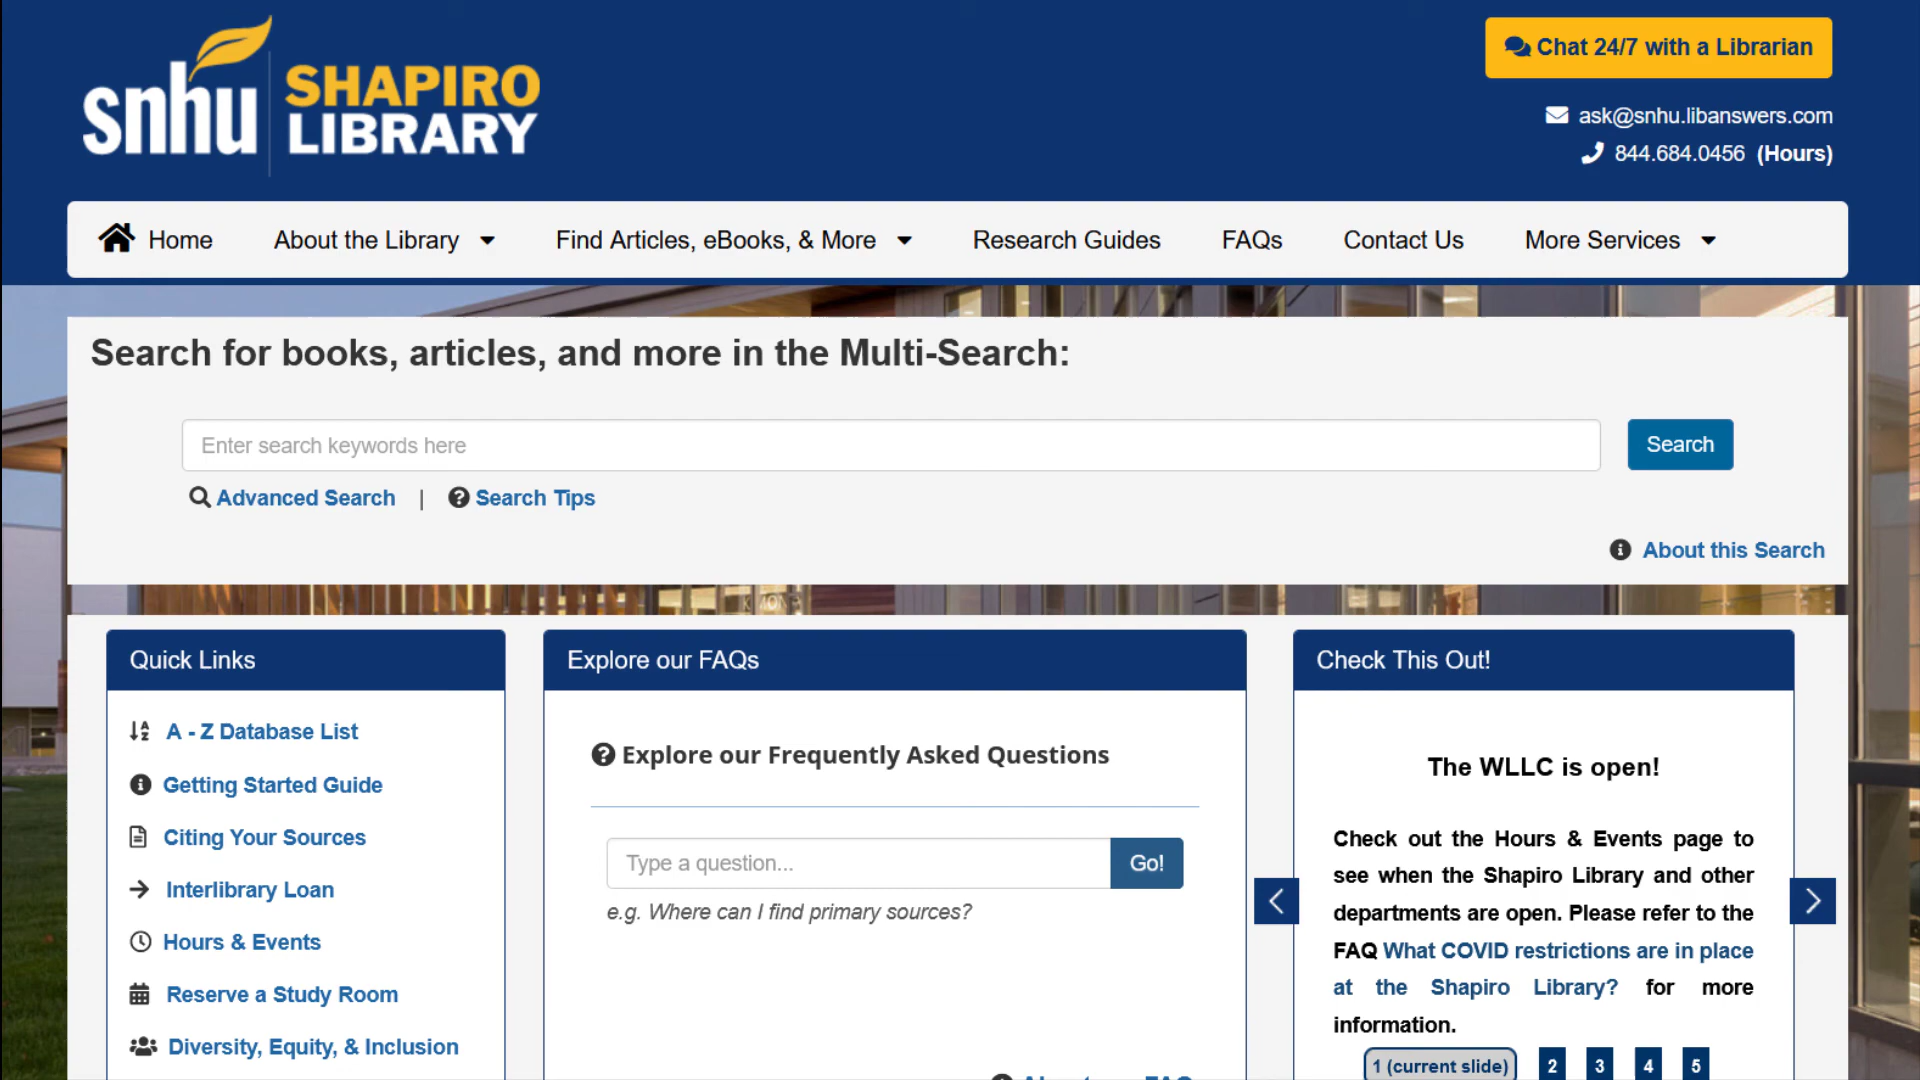 snhu SHAPIRO LIBRARY
Chat 24/7 with a Librarian
ask@snhu.libanswers.com
844.684.0456 (Hours)
Home About the Library Find Articles, eBooks, & More Research Guides FAQs Contact Us More Services
Search for books, articles, and more in the Multi-Search:
Enter search keywords here
Search
Advanced Search | Search Tips
About this Search
Quick Links
A - Z Database List
Getting Started Guide
Citing Your Sources
Interlibrary Loan
Hours & Events
Reserve a Study Room
Diversity, Equity, & Inclusion
Explore our FAQs
Explore our Frequently Asked Questions
Type a question...
Go!
e.g. Where can I find primary sources?
Check This Out!
The WLLC is open!
Check out the Hours & Events page to
see when the Shapiro Library and other
departments are open. Please refer to the
FAQ What COVID restrictions are in place
at the Shapiro Library? for more
information.
1 (current slide) 2 3 4 5